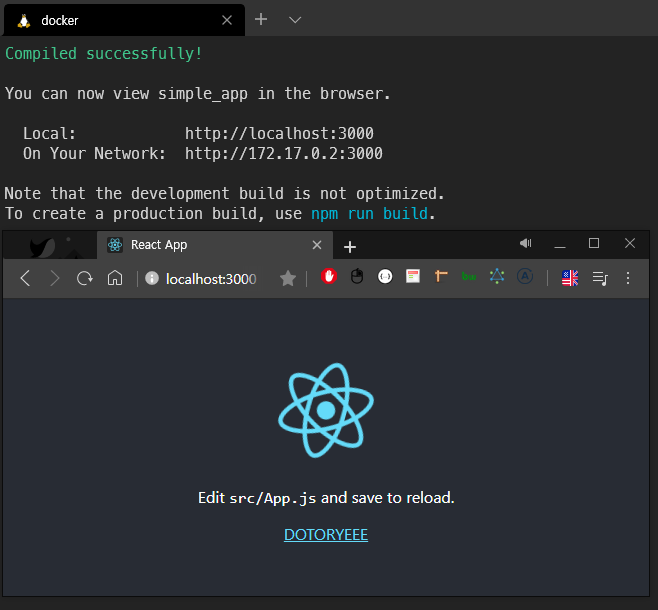 docker
Compiled successfully!
You can now view simple_app in the browser.
Local: http://localhost:3000
On Your Network: http://172.17.0.2:3000
Note that the development build is not optimized.
To create a production build, use npm run build.
React App
localhost:3000
Edit src/App.js and save to reload.
DOTORYEEE